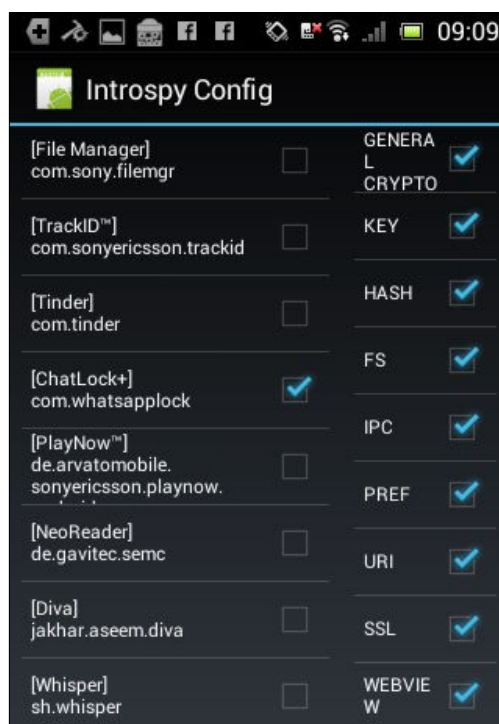 09:09
Introspy Config
[File Manager]
com.sony.filemgr
[TrackID™]
com.sonyericsson.trackid
[Tinder]
com.tinder
[ChatLock+]
com.whatsapplock
[PlayNow™]
de.arvatomobile.
sonyericsson.playnow.
[NeoReader]
de.gavitec.semc
[Diva]
jakhar.aseem.diva
[Whisper]
sh.whisper
GENERA
L
CRYPTO
KEY
HASH
FS
IPC
PREF
URI
SSL
WEBVIE
W